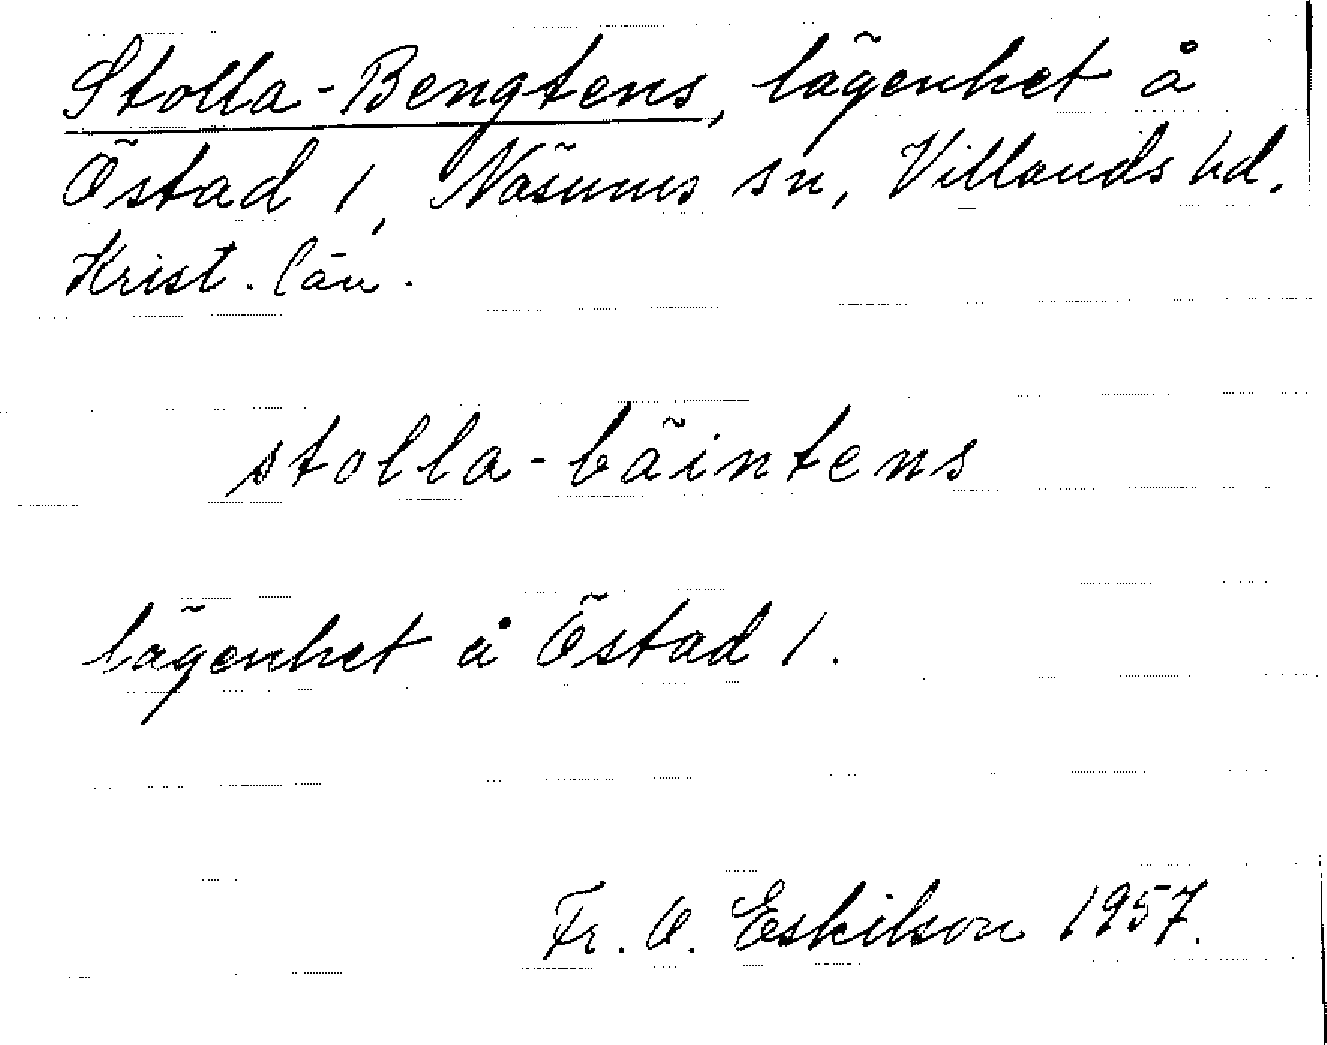 Stolla-Bengtens, lägenhet å
Östad 1, Näsums sn, Villands hd.
Krist. län.
stolla-bäintens
lägenhet å Östad 1.
Fr. O. Eskilson 1957.